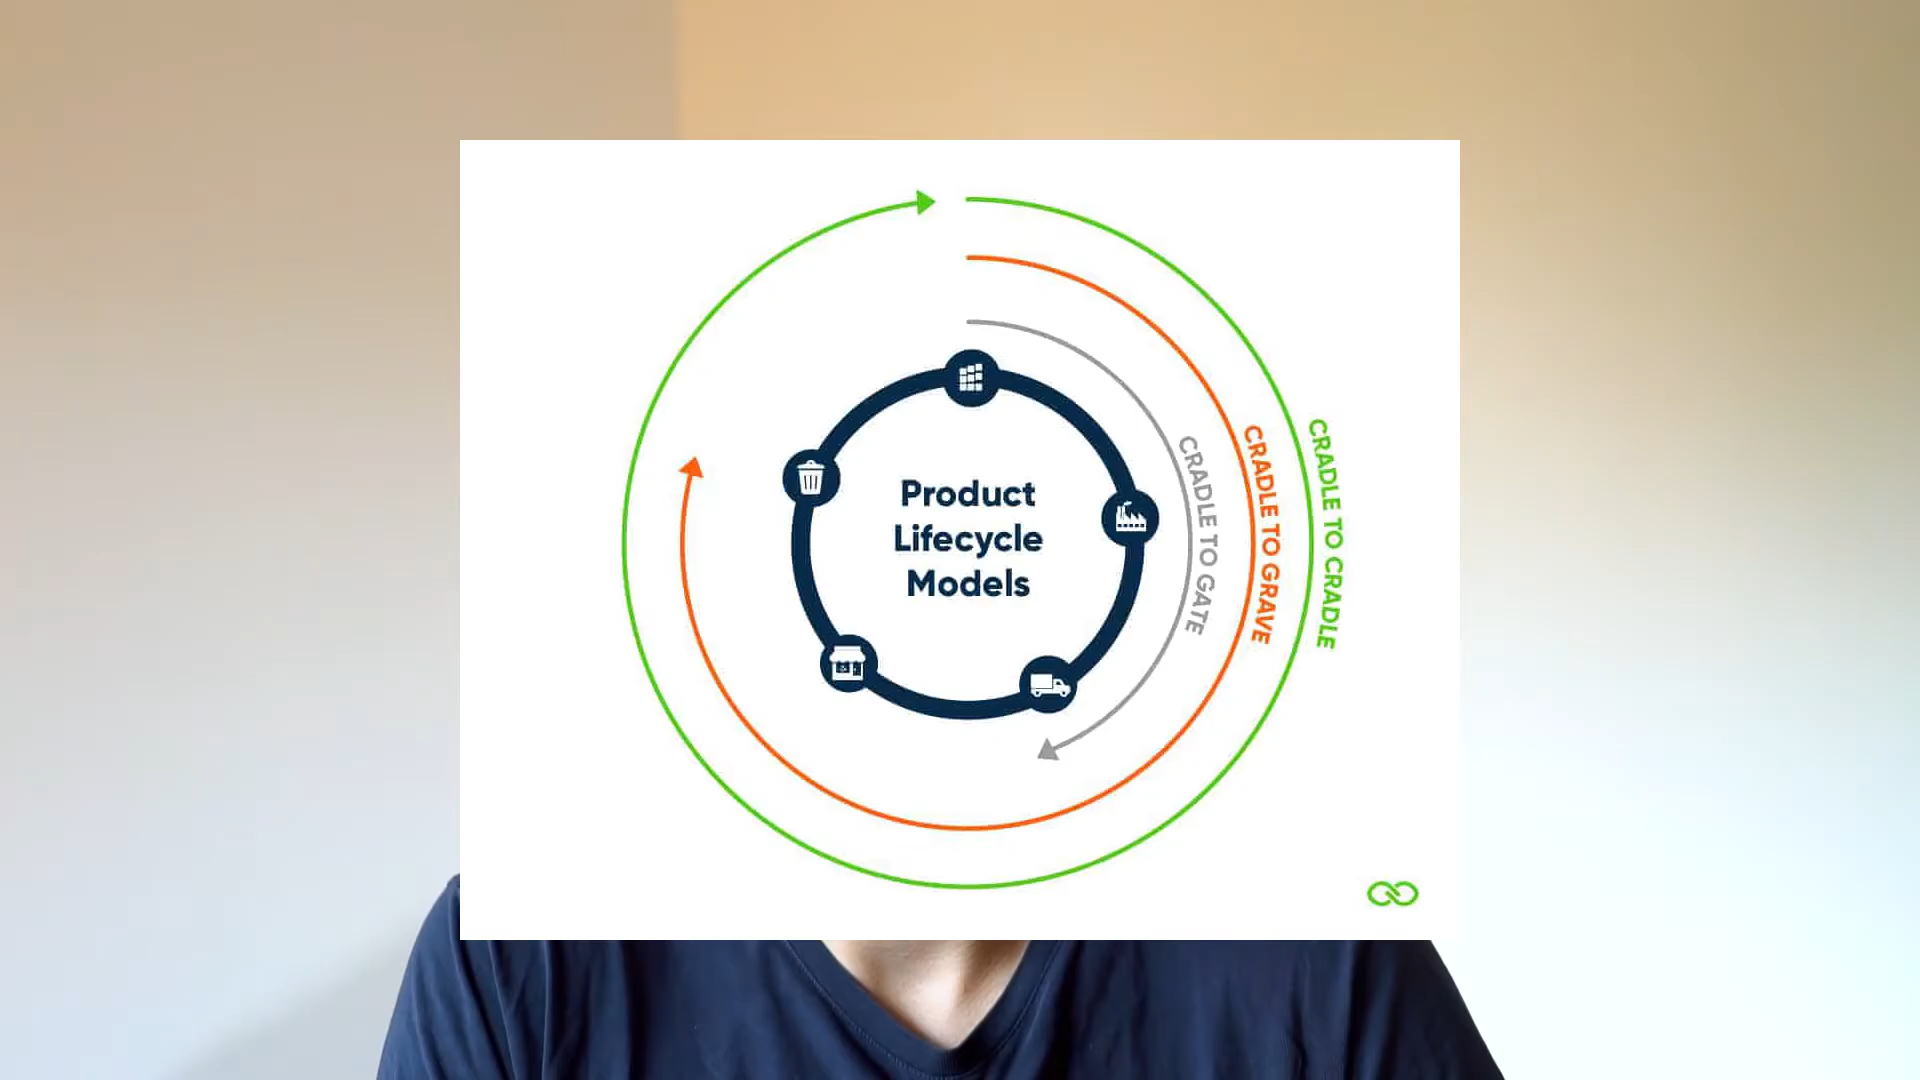 Product
Lifecycle
Models
CRADLE TO GATE
CRADLE TO GRAVE
CRADLE TO CRADLE